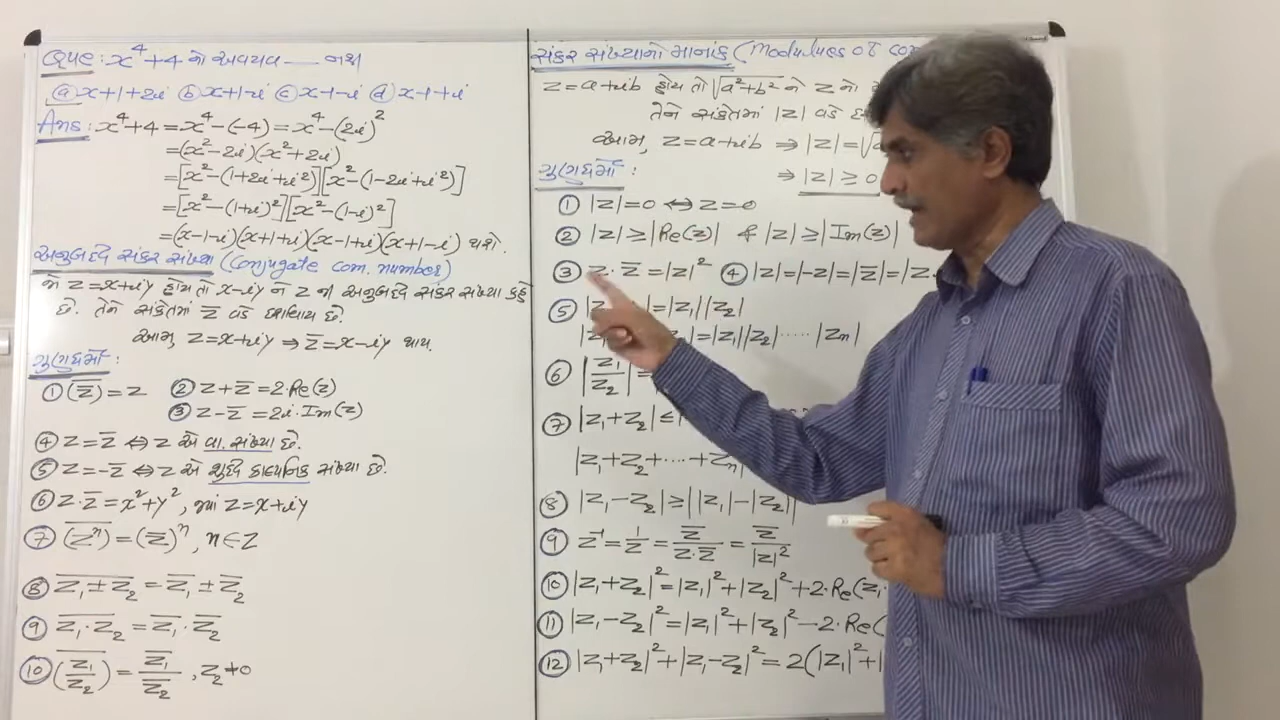 Que: x⁴+4 નો અવયવ ___ નથી
ⓐ x+1+2i ⓑ x+1-i ⓒ x-1-i ⓓ x-1+i
Ans: x⁴+4 = x⁴-(-4) = x⁴-(2i)²
=(x²-2i)(x²+2i)
=[x²-(1+2i+i²)][x²-(1-2i+i²)]
=[x²-(1+i)²][x²-(1-i)²]
=(x-1-i)(x+1+i)(x-1+i)(x+1-i) થશે.
અનુબદ્ધ સંકર સંખ્યા (Conjugate com. number)
જો z=x+iy હોય તો x-iy ને z ની અનુબદ્ધ સંકર સંખ્યા કહે
છે. તેને સંકેતમાં z̄ વડે દર્શાવાય છે.
આમ, z=x+iy ⇒ z̄=x-iy થાય.
ગુણધર્મો :
① (z̄)‾ = z ② z+z̄=2·Re(z)
③ z-z̄=2i·Im(z)
④ z=z̄ ⇔ z એ વા. સંખ્યા છે.
⑤ z=-z̄ ⇔ z એ શુદ્ધ કાલ્પનિક સંખ્યા છે.
⑥ z·z̄=x²+y², જ્યાં z=x+iy
⑦ (zⁿ)‾ = (z̄)ⁿ, n∈Z
⑧ (z₁±z₂)‾ = z̄₁±z̄₂
⑨ (z₁·z₂)‾ = z̄₁·z̄₂
⑩ (z₁/z₂)‾ = z̄₁/z̄₂, z₂≠0
સંકર સંખ્યાનો માનાંક (Modulues of com
z=a+ib હોય તો √(a²+b²) ને z નો
તેને સંકેતમાં |z| વડે
આમ, z=a+ib ⇒ |z|=√a
⇒ |z|≥0
ગુણધર્મો :
① |z|=0 ⇔ z=0
② |z|≥|Re(z)| & |z|≥|Im(z)|
③ z·z̄=|z|² ④ |z|=|-z|=|z̄|=|z
⑤ |z |=|z₁||z₂|
|z |=|z₁||z₂|.....|zₙ|
⑥ |z₁/z₂|=
⑦ |z₁+z₂|≤
|z₁+z₂+....+zₙ|
⑧ |z₁-z₂|≥||z₁|-|z₂||
⑨ z⁻¹=1/z=z̄/(z·z̄)=z̄/|z|²
⑩ |z₁+z₂|²=|z₁|²+|z₂|²+2·Re(z₁·
⑪ |z₁-z₂|²=|z₁|²+|z₂|²-2·Re(
⑫ |z₁+z₂|²+|z₁-z₂|²=2(|z₁|²+|